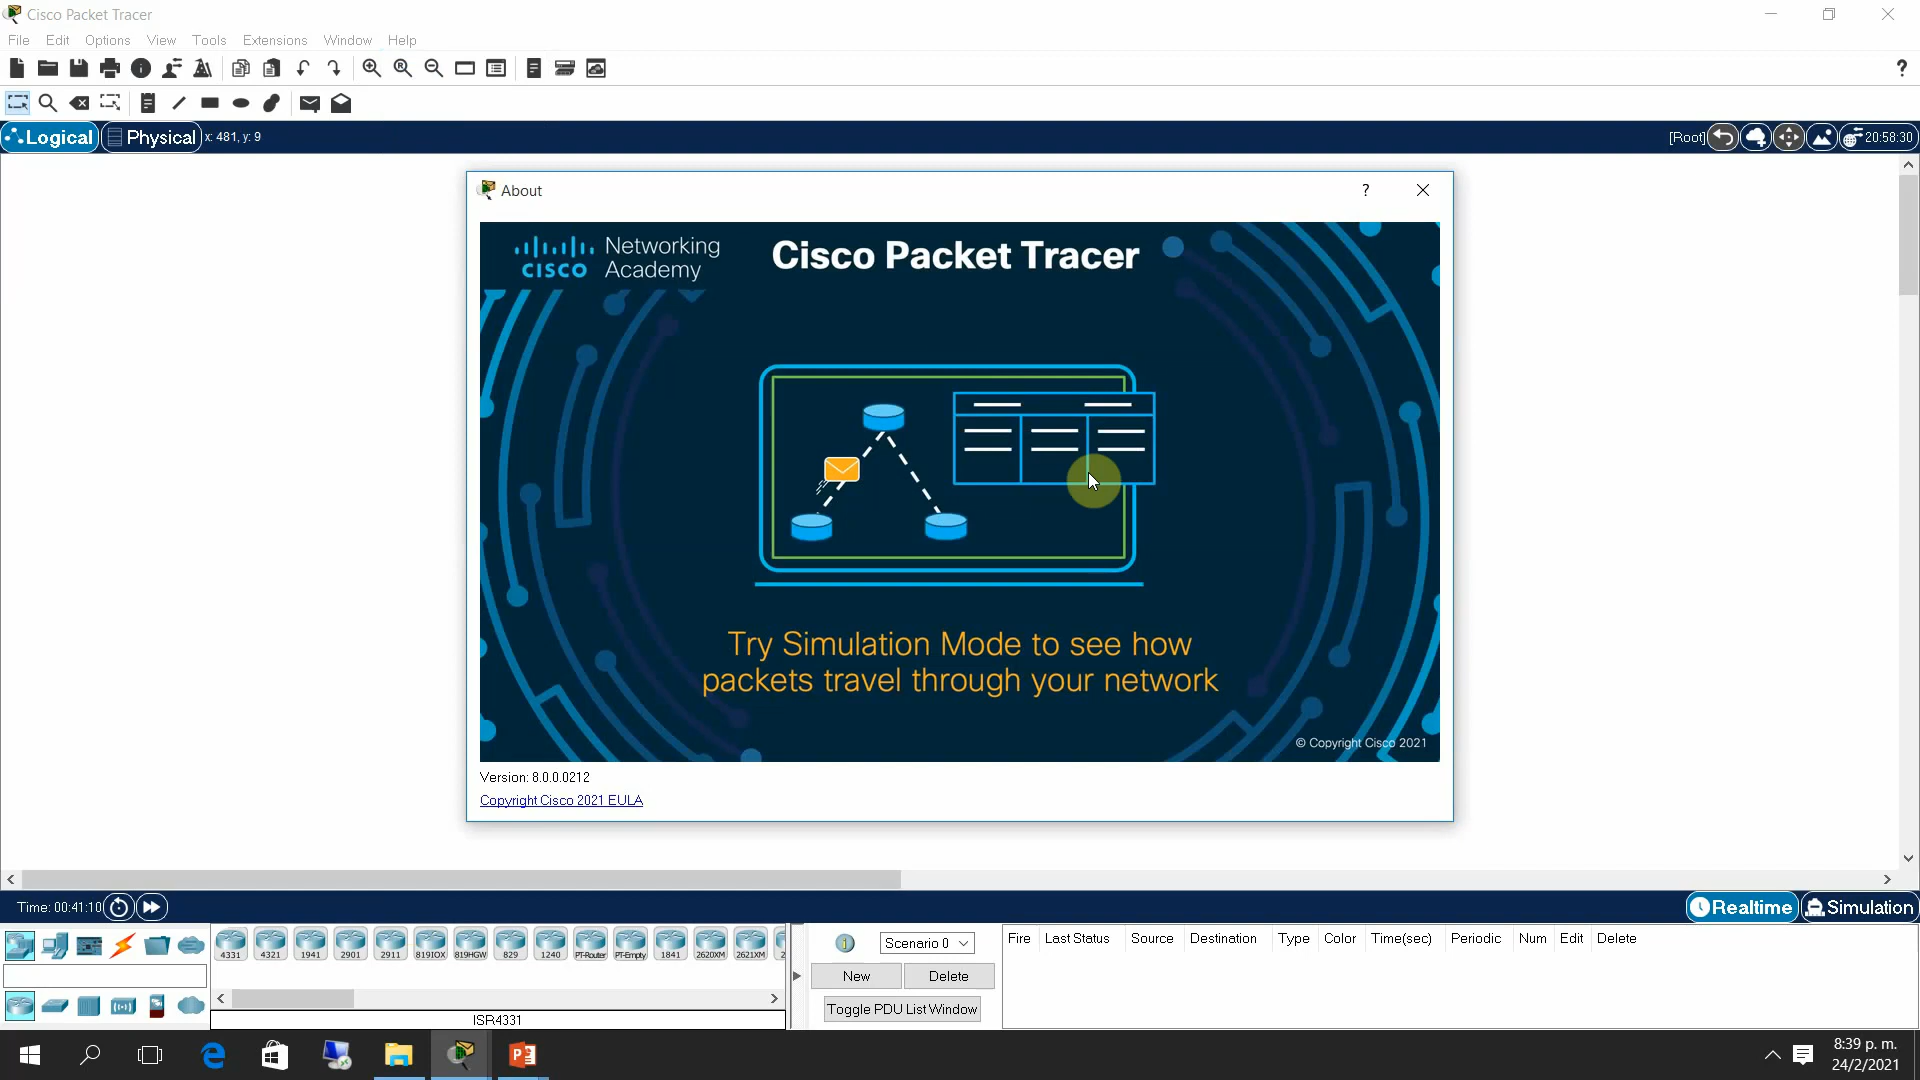 Cisco Packet Tracer
File Edit Options View Tools Extensions Window Help
?
Logical Physical x: 481, y: 9 [Root] 20:58:30
About ?
CISCO Networking Academy
Cisco Packet Tracer
Try Simulation Mode to see how
packets travel through your network
© Copyright Cisco 2021
Version: 8.0.0.0212
Copyright Cisco 2021 EULA
Time: 00:41:10 Realtime Simulation
4331 4321 1941 2901 2911 819IOX 819HGW 829 1240 PT-Router PT-Empty 1841 2620XM 2621XM 2
ISR4331
Scenario 0
New Delete
Toggle PDU List Window
Fire Last Status Source Destination Type Color Time(sec) Periodic Num Edit Delete
8:39 p. m.
24/2/2021